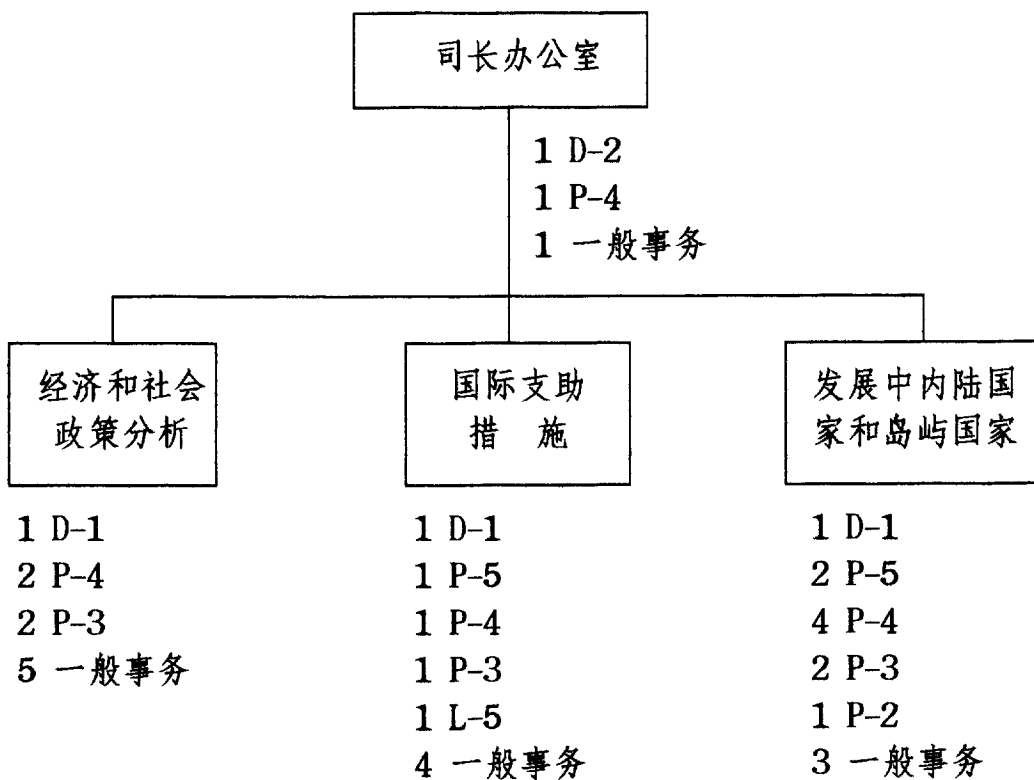 司长办公室
1 D-2
1 P-4
1 一般事务
经济和社会
政策分析
1 D-1
2 P-4
2 P-3
5 一般事务
国际支助
措 施
1 D-1
1 P-5
1 P-4
1 P-3
1 L-5
4 一般事务
发展中内陆国
家和岛屿国家
1 D-1
2 P-5
4 P-4
2 P-3
1 P-2
3 一般事务